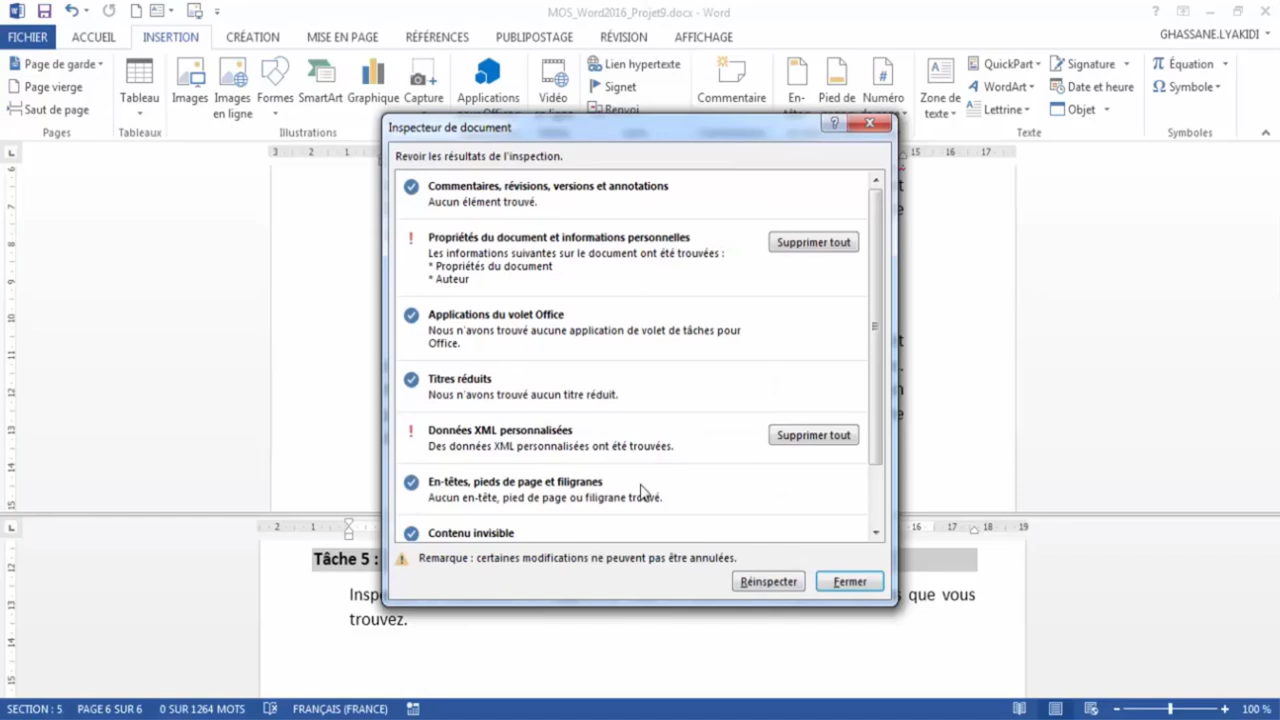 MOS_Word2016_Projet9.docx - Word
FICHIER ACCUEIL INSERTION CRÉATION MISE EN PAGE RÉFÉRENCES PUBLIPOSTAGE RÉVISION AFFICHAGE GHASSANE.LYAKIDI
Page de garde
Page vierge
Saut de page
Pages
Tableau
Tableaux
Images
Images en ligne
Formes
SmartArt
Graphique
Capture
Illustrations
Applications
Vidéo
Lien hypertexte
Signet
Renvoi
Commentaire
En-
Pied de
Numéro
Zone de texte
QuickPart
WordArt
Lettrine
Signature
Date et heure
Objet
Texte
Équation
Symbole
Symboles
Inspecteur de document
Revoir les résultats de l'inspection.
Commentaires, révisions, versions et annotations
Aucun élément trouvé.
Propriétés du document et informations personnelles
Supprimer tout
Les informations suivantes sur le document ont été trouvées :
* Propriétés du document
* Auteur
Applications du volet Office
Nous n'avons trouvé aucune application de volet de tâches pour
Office.
Titres réduits
Nous n'avons trouvé aucun titre réduit.
Données XML personnalisées
Supprimer tout
Des données XML personnalisées ont été trouvées.
En-têtes, pieds de page et filigranes
Aucun en-tête, pied de page ou filigrane trouvé.
Contenu invisible
Remarque : certaines modifications ne peuvent pas être annulées.
Réinspecter Fermer
Tâche 5 :
Inspe
s que vous
trouvez.
SECTION : 5 PAGE 6 SUR 6 0 SUR 1264 MOTS FRANÇAIS (FRANCE) 100 %